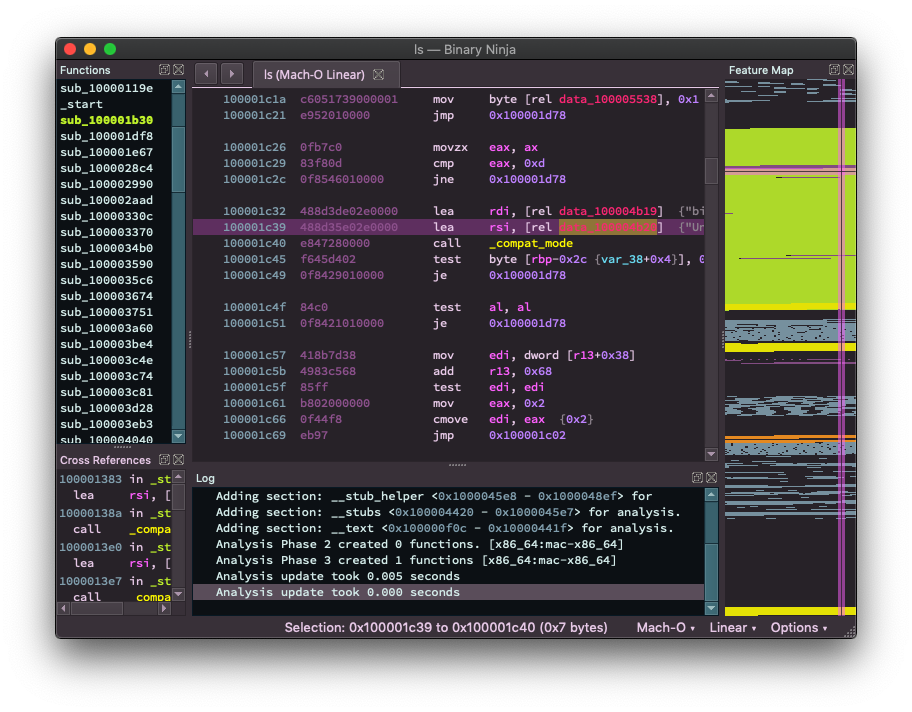 ls — Binary Ninja
Functions
sub_10000119e
_start
sub_100001b30
sub_100001df8
sub_100001e67
sub_1000028c4
sub_100002990
sub_100002aad
sub_10000330c
sub_100003370
sub_1000034b0
sub_100003590
sub_1000035c6
sub_100003674
sub_100003751
sub_100003a60
sub_100003be4
sub_100003c4e
sub_100003c74
sub_100003c81
sub_100003d28
sub_100003eb3
sub_100004040
Cross References
100001383 in _st
lea rsi, [
10000138a in _st
call _compa
1000013e0 in _st
lea rsi, [
1000013e7 in _st
call _compa
ls (Mach-O Linear)
100001c1a c6051739000001 mov byte [rel data_100005538], 0x1
100001c21 e952010000 jmp 0x100001d78
100001c26 0fb7c0 movzx eax, ax
100001c29 83f80d cmp eax, 0xd
100001c2c 0f8546010000 jne 0x100001d78
100001c32 488d3de02e0000 lea rdi, [rel data_100004b19] {"bi
100001c39 488d35e02e0000 lea rsi, [rel ] {"Un
100001c40 e847280000 call _compat_mode
100001c45 f645d402 test byte [rbp-0x2c {var_38+0x4}], 0
100001c49 0f8429010000 je 0x100001d78
100001c4f 84c0 test al, al
100001c51 0f8421010000 je 0x100001d78
100001c57 418b7d38 mov edi, dword [r13+0x38]
100001c5b 4983c568 add r13, 0x68
100001c5f 85ff test edi, edi
100001c61 b802000000 mov eax, 0x2
100001c66 0f44f8 cmove edi, eax {0x2}
100001c69 eb97 jmp 0x100001c02
Log
Adding section: __stub_helper <0x1000045e8 - 0x1000048ef> for
Adding section: __stubs <0x100004420 - 0x1000045e7> for analysis.
Adding section: __text <0x100000f0c - 0x10000441f> for analysis.
Analysis Phase 2 created 0 functions. [x86_64:mac-x86_64]
Analysis Phase 3 created 1 functions [x86_64:mac-x86_64]
Analysis update took 0.005 seconds
Analysis update took 0.000 seconds
Feature Map
Selection: 0x100001c39 to 0x100001c40 (0x7 bytes) Mach-O Linear Options